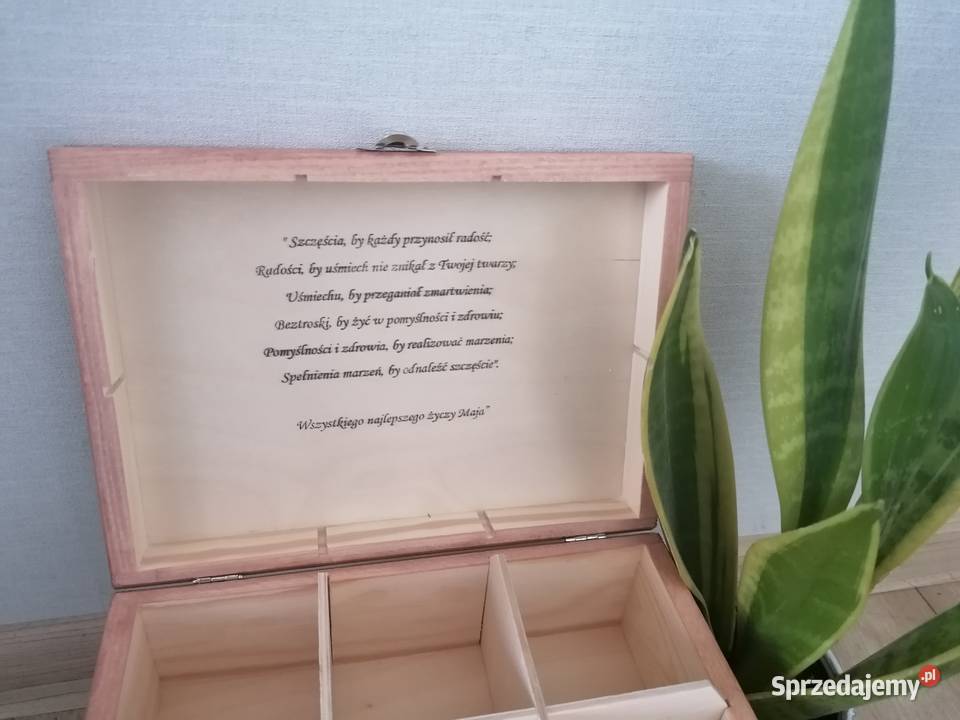 " Szczęścia, by każdy przynosił radość;
Radości, by uśmiech nie znikał z Twojej twarzy;
Uśmiechu, by przeganiał zmartwienia;
Beztroski, by żyć w pomyślności i zdrowiu;
Pomyślności i zdrowia, by realizować marzenia;
Spełnienia marzeń, by odnaleźć szczęście".
Wszystkiego najlepszego życzy Maja"
Sprzedajemy.pl